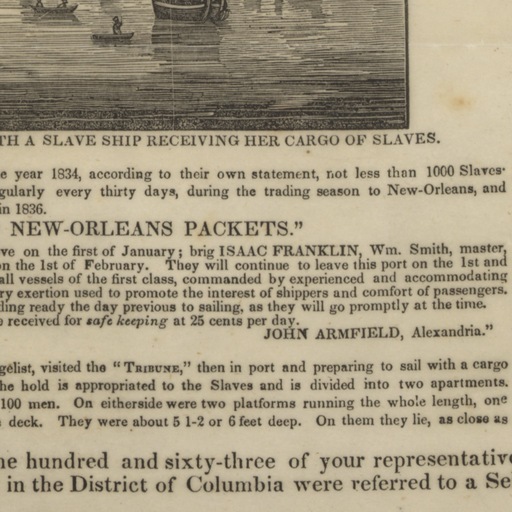 TH A SLAVE SHIP RECEIVING HER CARGO OF SLAVES.
e year 1834, according to their own statement, not less than 1000 Slaves
gularly every thirty days, during the trading season to New-Orleans, and
in 1836.
NEW-ORLEANS PACKETS."
ve on the first of January; brig ISAAC FRANKLIN, Wm. Smith, master,
on the 1st of February. They will continue to leave this port on the 1st and
all vessels of the first class, commanded by experienced and accommodating
ry exertion used to promote the interest of shippers and comfort of passengers.
ding ready the day previous to sailing, as they will go promptly at the time.
received for safe keeping at 25 cents per day.
JOHN ARMFIELD, Alexandria."
gelist, visited the "TRIBUNE," then in port and preparing to sail with a cargo
he hold is appropriated to the Slaves and is divided into two apartments.
100 men. On eitherside were two platforms running the whole length, one
deck. They were about 5 1-2 or 6 feet deep. On them they lie, as close as
ne hundred and sixty-three of your representative
in the District of Columbia were referred to a Se